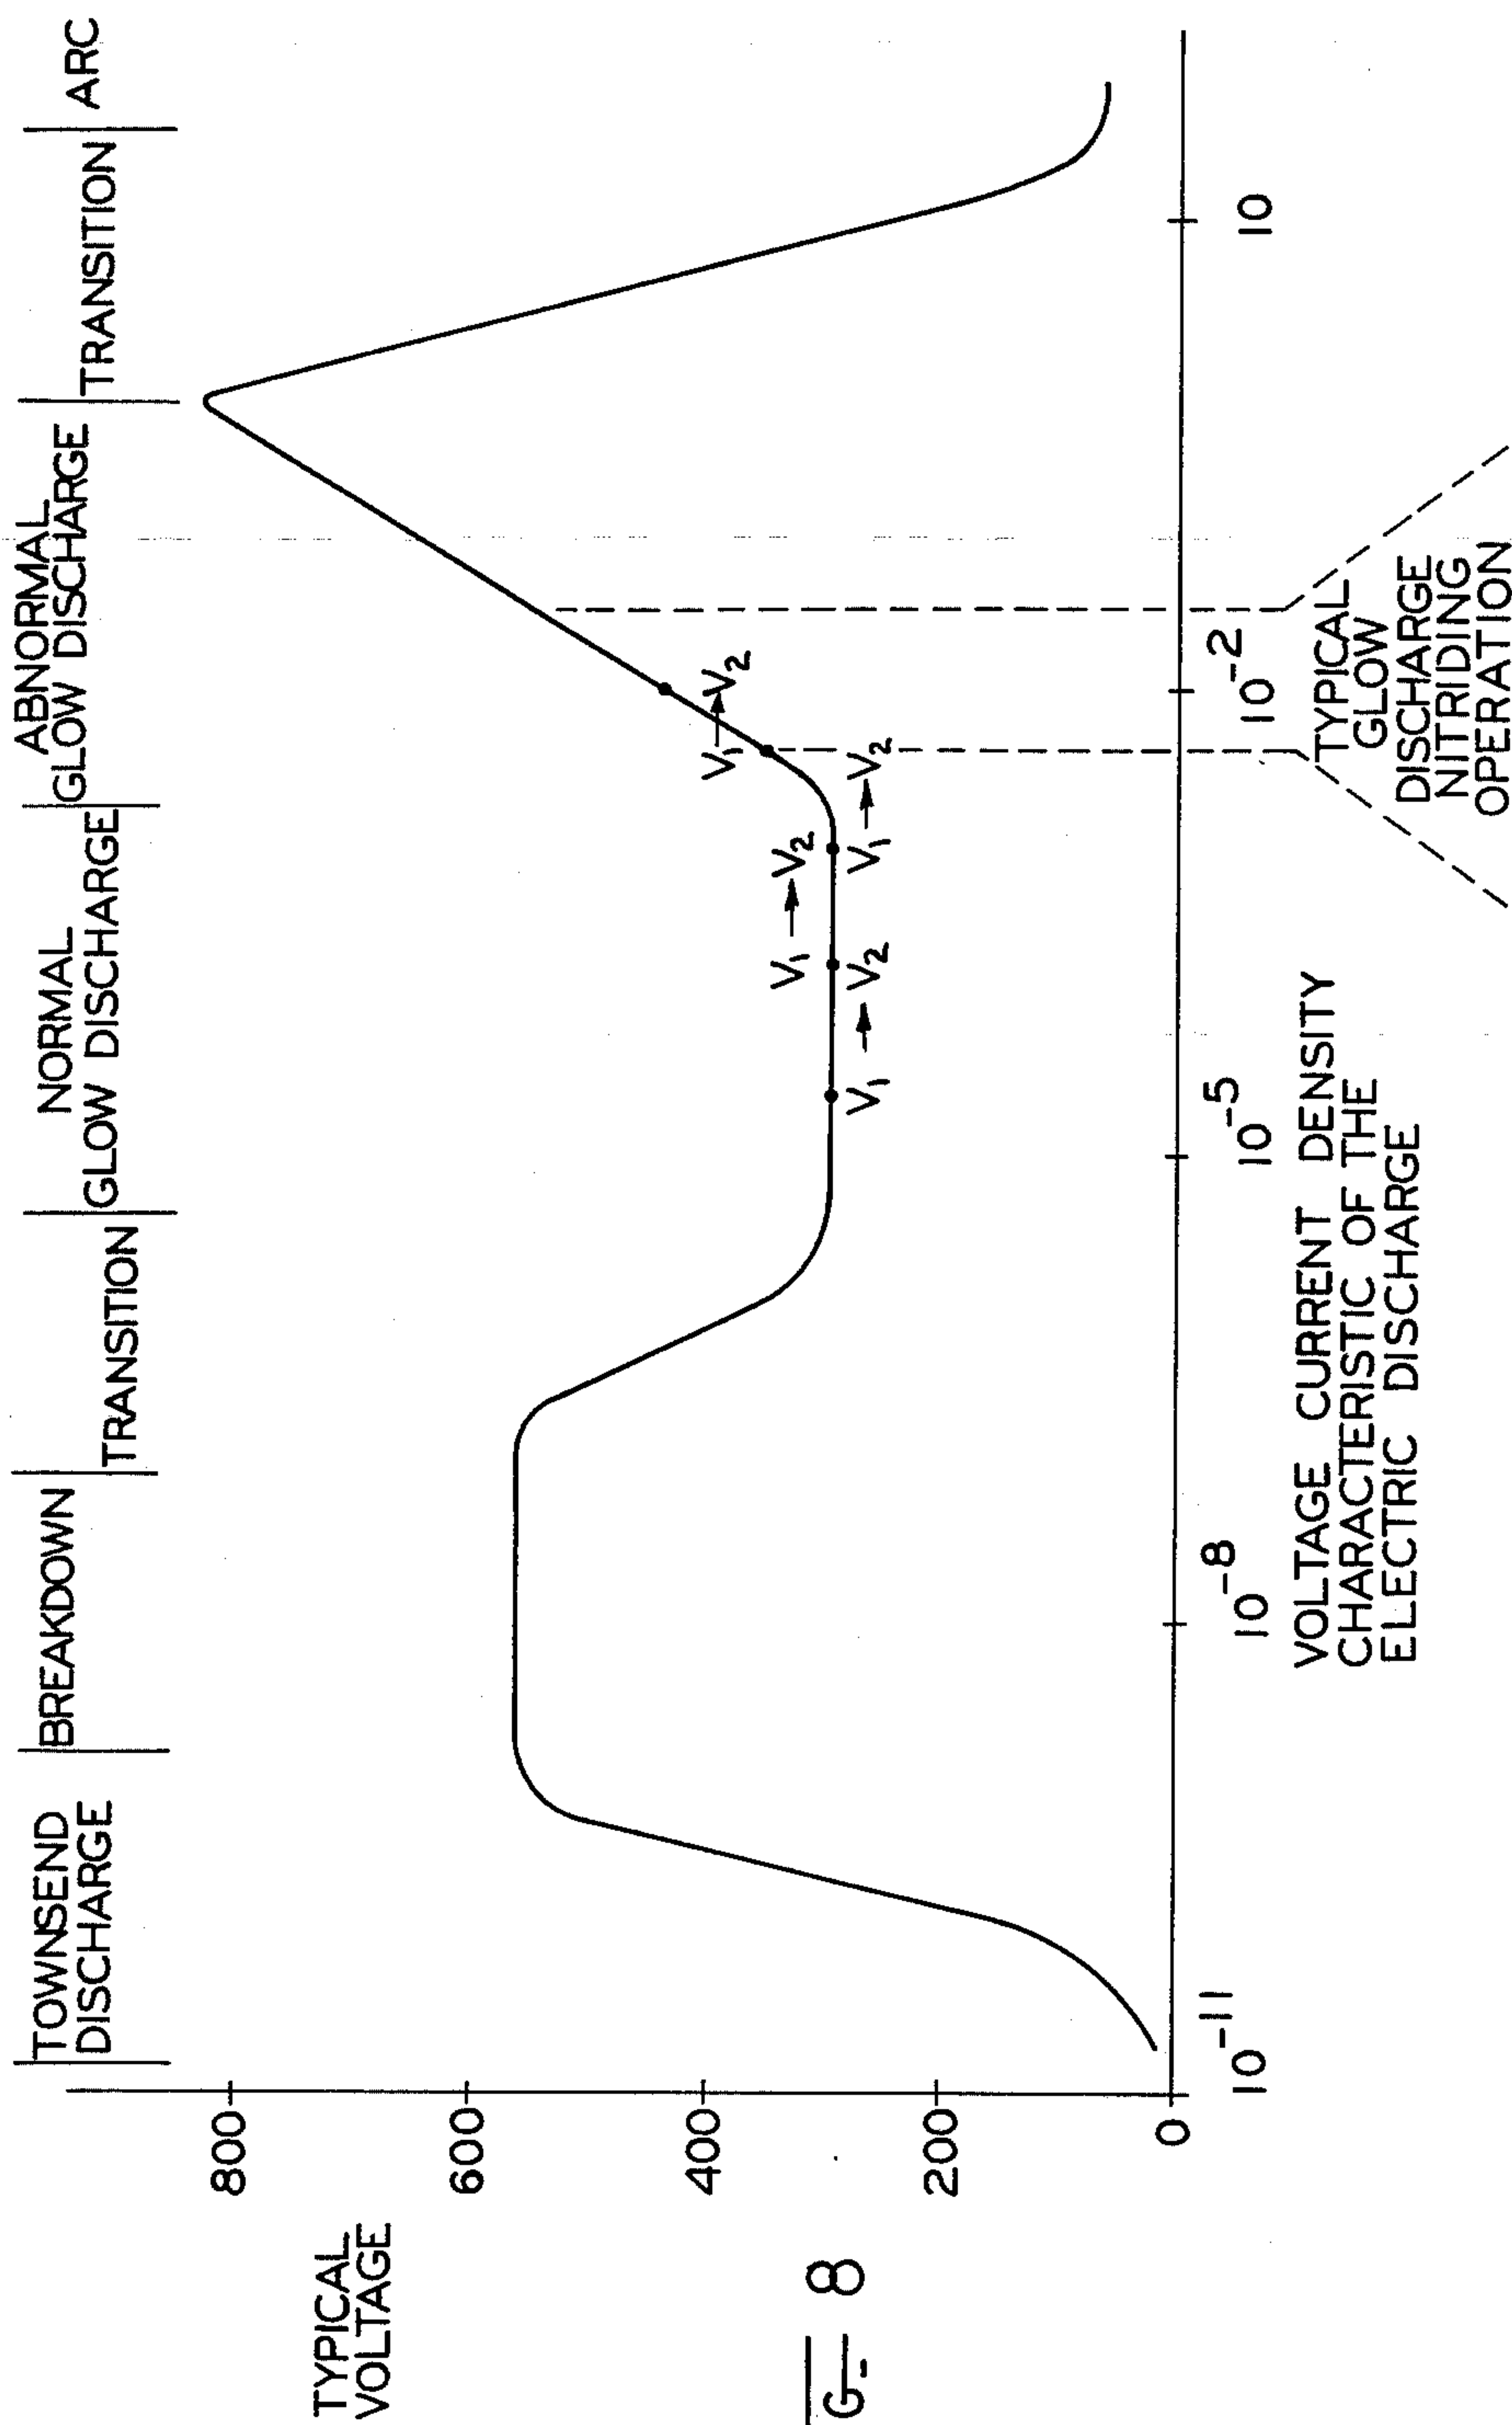 TOWNSEND
DISCHARGE
BREAKDOWN
TRANSITION
NORMAL
GLOW DISCHARGE
ABNORMAL
GLOW DISCHARGE
TRANSITION
ARC
TYPICAL
VOLTAGE
800
600
400
200
0
V₁ → V₂
V₁ → V₂
V₁ → V₂
V₁ → V₂
10⁻¹¹
10⁻⁸
10⁻⁵
10⁻²
10
VOLTAGE CURRENT DENSITY
CHARACTERISTIC OF THE
ELECTRIC DISCHARGE
TYPICAL
GLOW
DISCHARGE
NITRIDING
OPERATION
G. 8